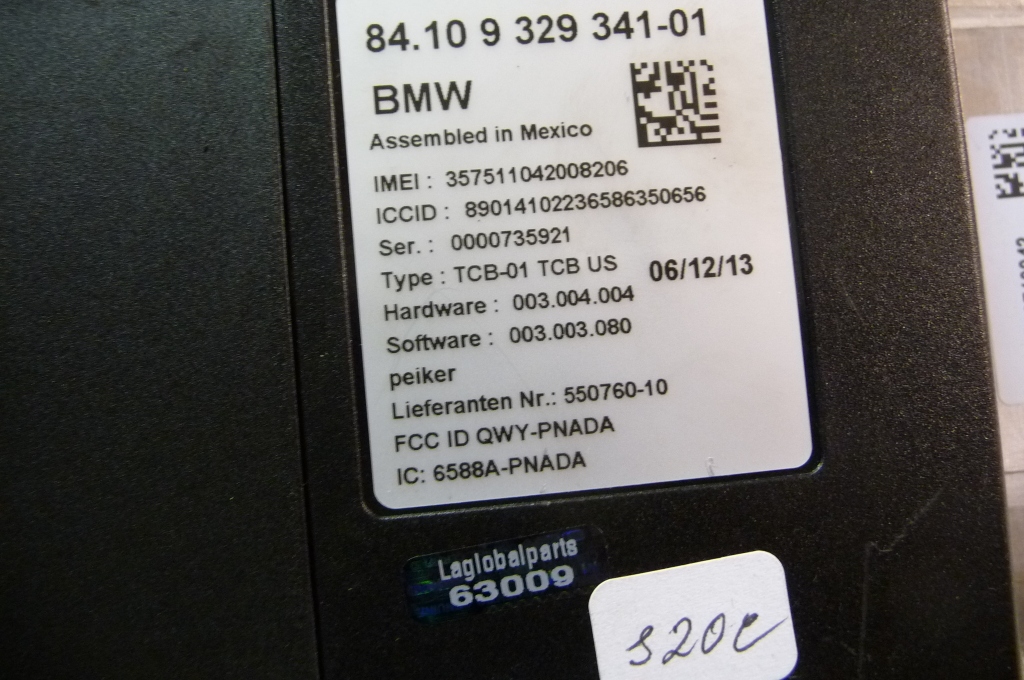 84.10 9 329 341-01
BMW
Assembled in Mexico
IMEI : 357511042008206
ICCID : 89014102236586350656
Ser. : 0000735921
Type : TCB-01 TCB US 06/12/13
Hardware : 003.004.004
Software : 003.003.080
peiker
Lieferanten Nr.: 550760-10
FCC ID QWY-PNADA
IC: 6588A-PNADA
Laglobalparts
63009